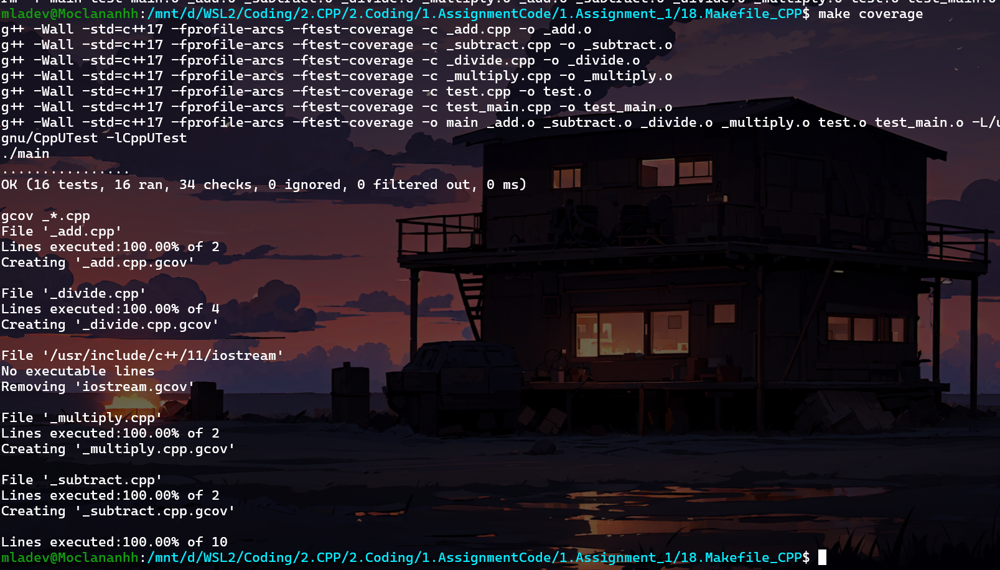 mladev@Moclananhh:/mnt/d/WSL2/Coding/2.CPP/2.Coding/1.AssignmentCode/1.Assignment_1/18.Makefile_CPP$ make coverage
g++ -Wall -std=c++17 -fprofile-arcs -ftest-coverage -c _add.cpp -o _add.o
g++ -Wall -std=c++17 -fprofile-arcs -ftest-coverage -c _subtract.cpp -o _subtract.o
g++ -Wall -std=c++17 -fprofile-arcs -ftest-coverage -c _divide.cpp -o _divide.o
g++ -Wall -std=c++17 -fprofile-arcs -ftest-coverage -c _multiply.cpp -o _multiply.o
g++ -Wall -std=c++17 -fprofile-arcs -ftest-coverage -c test.cpp -o test.o
g++ -Wall -std=c++17 -fprofile-arcs -ftest-coverage -c test_main.cpp -o test_main.o
g++ -Wall -std=c++17 -fprofile-arcs -ftest-coverage -o main _add.o _subtract.o _divide.o _multiply.o test.o test_main.o
gnu/CppUTest -lCppUTest
./main
................
OK (16 tests, 16 ran, 34 checks, 0 ignored, 0 filtered out, 0 ms)
gcov _*.cpp
File '_add.cpp'
Lines executed:100.00% of 2
Creating '_add.cpp.gcov'
File '_divide.cpp'
Lines executed:100.00% of 4
Creating '_divide.cpp.gcov'
File '/usr/include/c++/11/iostream'
No executable lines
Removing 'iostream.gcov'
File '_multiply.cpp'
Lines executed:100.00% of 2
Creating '_multiply.cpp.gcov'
File '_subtract.cpp'
Lines executed:100.00% of 2
Creating '_subtract.cpp.gcov'
Lines executed:100.00% of 10
mladev@Moclananhh:/mnt/d/WSL2/Coding/2.CPP/2.Coding/1.AssignmentCode/1.Assignment_1/18.Makefile_CPP$